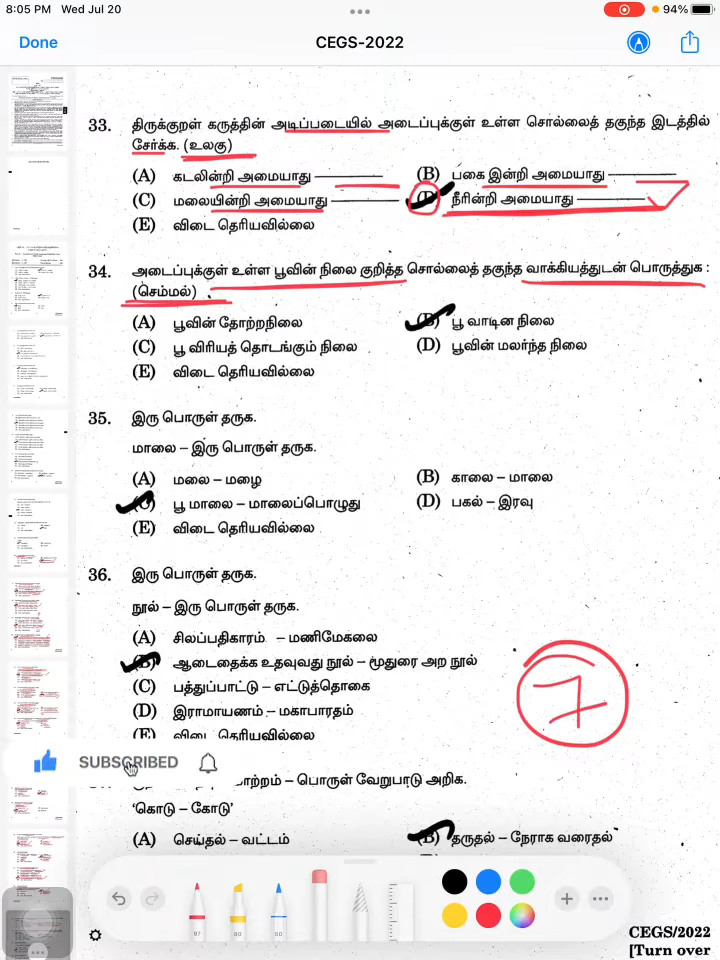 8:05 PM Wed Jul 20
94%
Done
CEGS-2022
33. திருக்குறள் கருத்தின் அடிப்படையில் அடைப்புக்குள் உள்ள சொல்லைத் தகுந்த இடத்தில்
சேர்க்க. (உலகு)
(A) கடலின்றி அமையாது
(B) பகை இன்றி அமையாது
(C) மலையின்றி அமையாது
(D) நீரின்றி அமையாது
(E) விடை தெரியவில்லை
34. அடைப்புக்குள் உள்ள பூவின் நிலை குறித்த சொல்லைத் தகுந்த வாக்கியத்துடன் பொருத்துக :
(செம்மல்)
(A) பூவின் தோற்றநிலை
(B) பூ வாடின நிலை
(C) பூ விரியத் தொடங்கும் நிலை
(D) பூவின் மலர்ந்த நிலை
(E) விடை தெரியவில்லை
35. இரு பொருள் தருக.
மாலை – இரு பொருள் தருக.
(A) மலை – மழை
(B) காலை – மாலை
(C) பூ மாலை – மாலைப்பொழுது
(D) பகல் – இரவு
(E) விடை தெரியவில்லை
36. இரு பொருள் தருக.
நூல் – இரு பொருள் தருக.
(A) சிலப்பதிகாரம் – மணிமேகலை
(B) ஆடைதைக்க உதவுவது நூல் – மூதுரை அற நூல்
(C) பத்துப்பாட்டு – எட்டுத்தொகை
(D) இராமாயணம் – மகாபாரதம்
(E) விடை தெரியவில்லை
7
SUBSCRIBED
மாற்றம் – பொருள் வேறுபாடு அறிக.
‘கொடு – கோடு’
(A) செய்தல் – வட்டம்
(B) தருதல் – நேராக வரைதல்
97
80
50
CEGS/2022
[Turn over